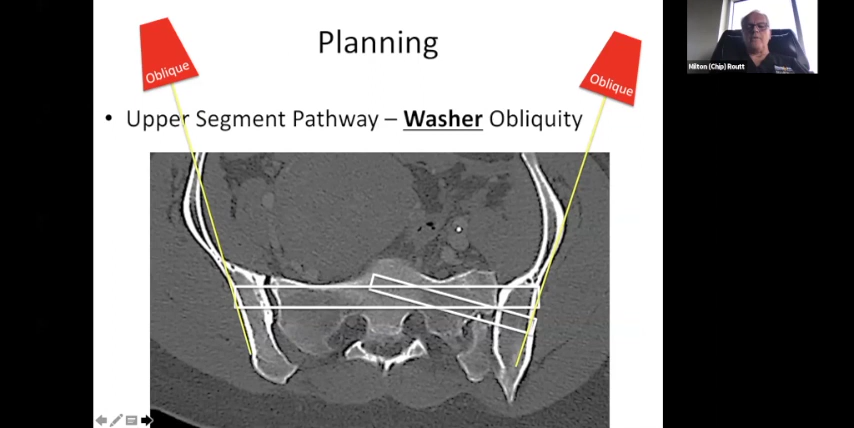 Planning
Oblique
Oblique
• Upper Segment Pathway – Washer Obliquity
Milton (Chip) Routt